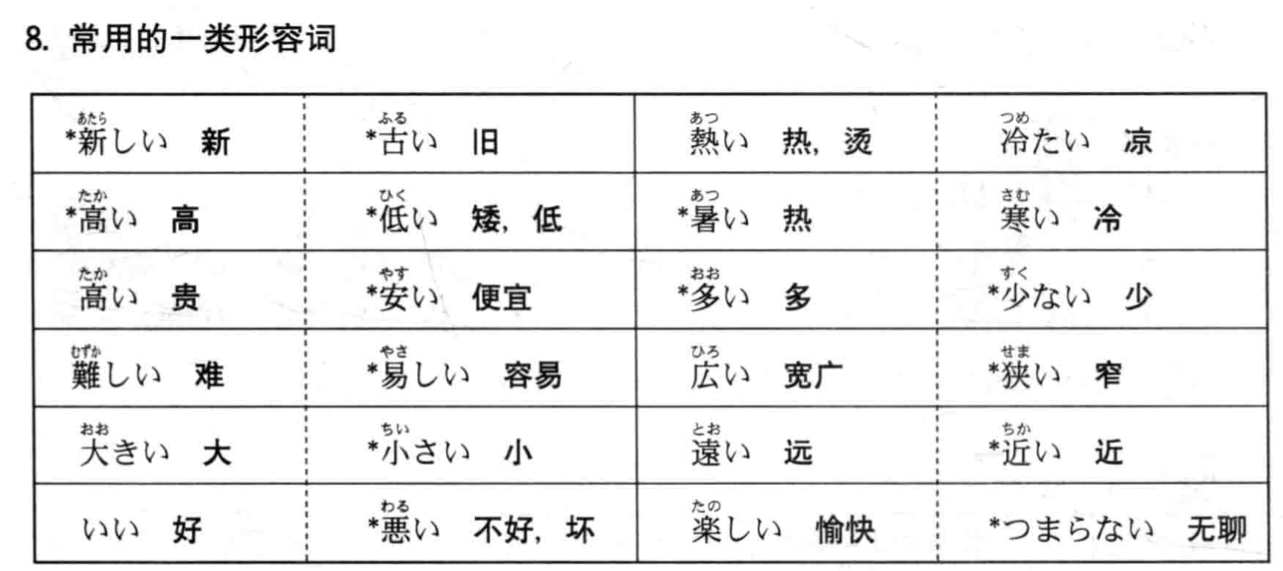 8. 常用的一类形容词
あたら ふる あつ つめ
*新しい 新 *古い 旧 熱い 热，烫 冷たい 凉
たか ひく あつ さむ
*高い 高 *低い 矮，低 *暑い 热 寒い 冷
たか やす おお すく
高い 贵 *安い 便宜 *多い 多 *少ない 少
むずか やさ ひろ せま
難しい 难 *易しい 容易 広い 宽广 *狭い 窄
おお ちい とお ちか
大きい 大 *小さい 小 遠い 远 *近い 近
わる たの
いい 好 *悪い 不好，坏 楽しい 愉快 *つまらない 无聊